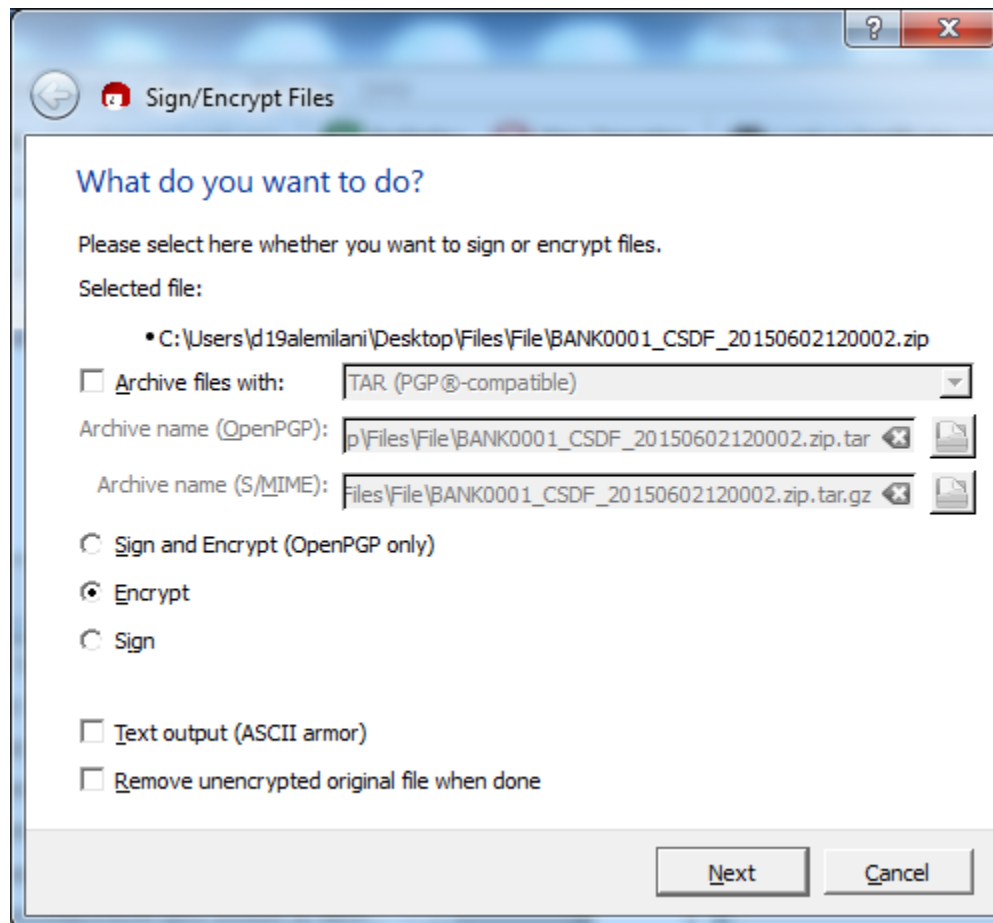 Sign/Encrypt Files
What do you want to do?
Please select here whether you want to sign or encrypt files.
Selected file:
• C:\Users\d19alemilani\Desktop\Files\File\BANK0001_CSDF_20150602120002.zip
Archive files with: TAR (PGP®-compatible)
Archive name (OpenPGP): p\Files\File\BANK0001_CSDF_20150602120002.zip.tar
Archive name (S/MIME): Files\File\BANK0001_CSDF_20150602120002.zip.tar.gz
Sign and Encrypt (OpenPGP only)
Encrypt
Sign
Text output (ASCII armor)
Remove unencrypted original file when done
Next Cancel